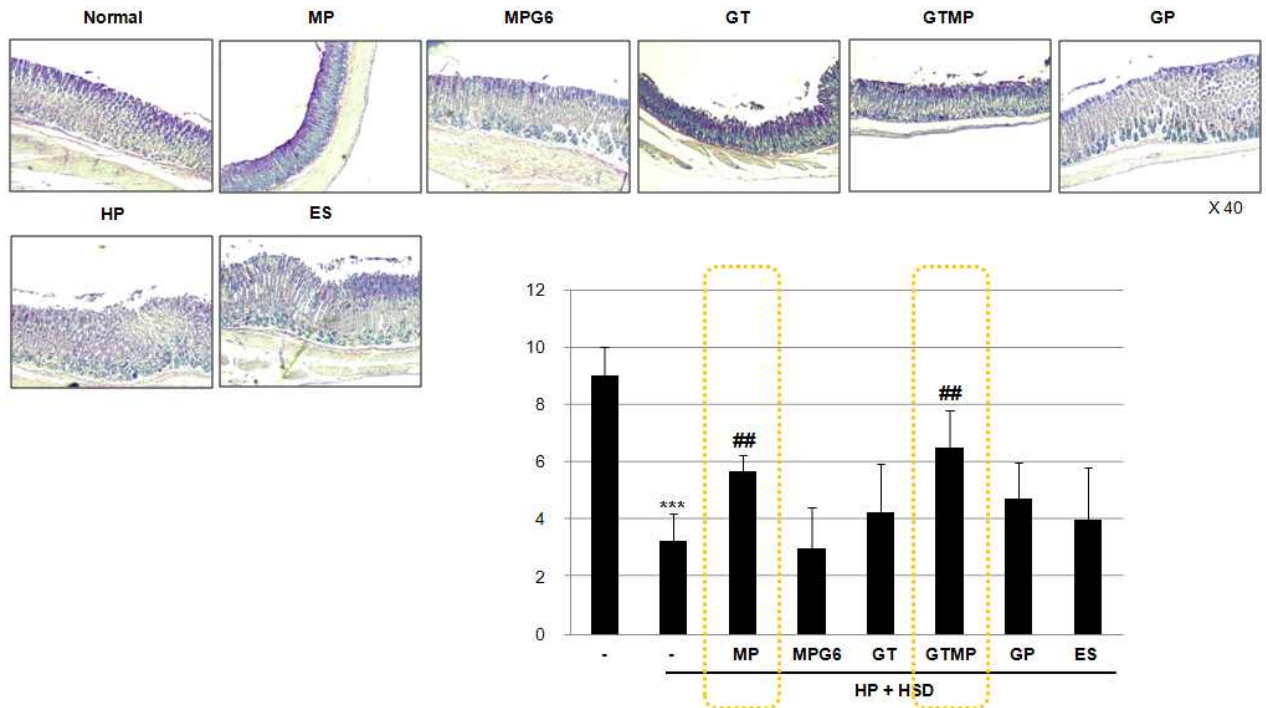 Normal MP MPG6 GT GTMP GP
X 40
HP ES
12
10
8
6
4
2
0
***
##
##
- - MP MPG6 GT GTMP GP ES
HP + HSD